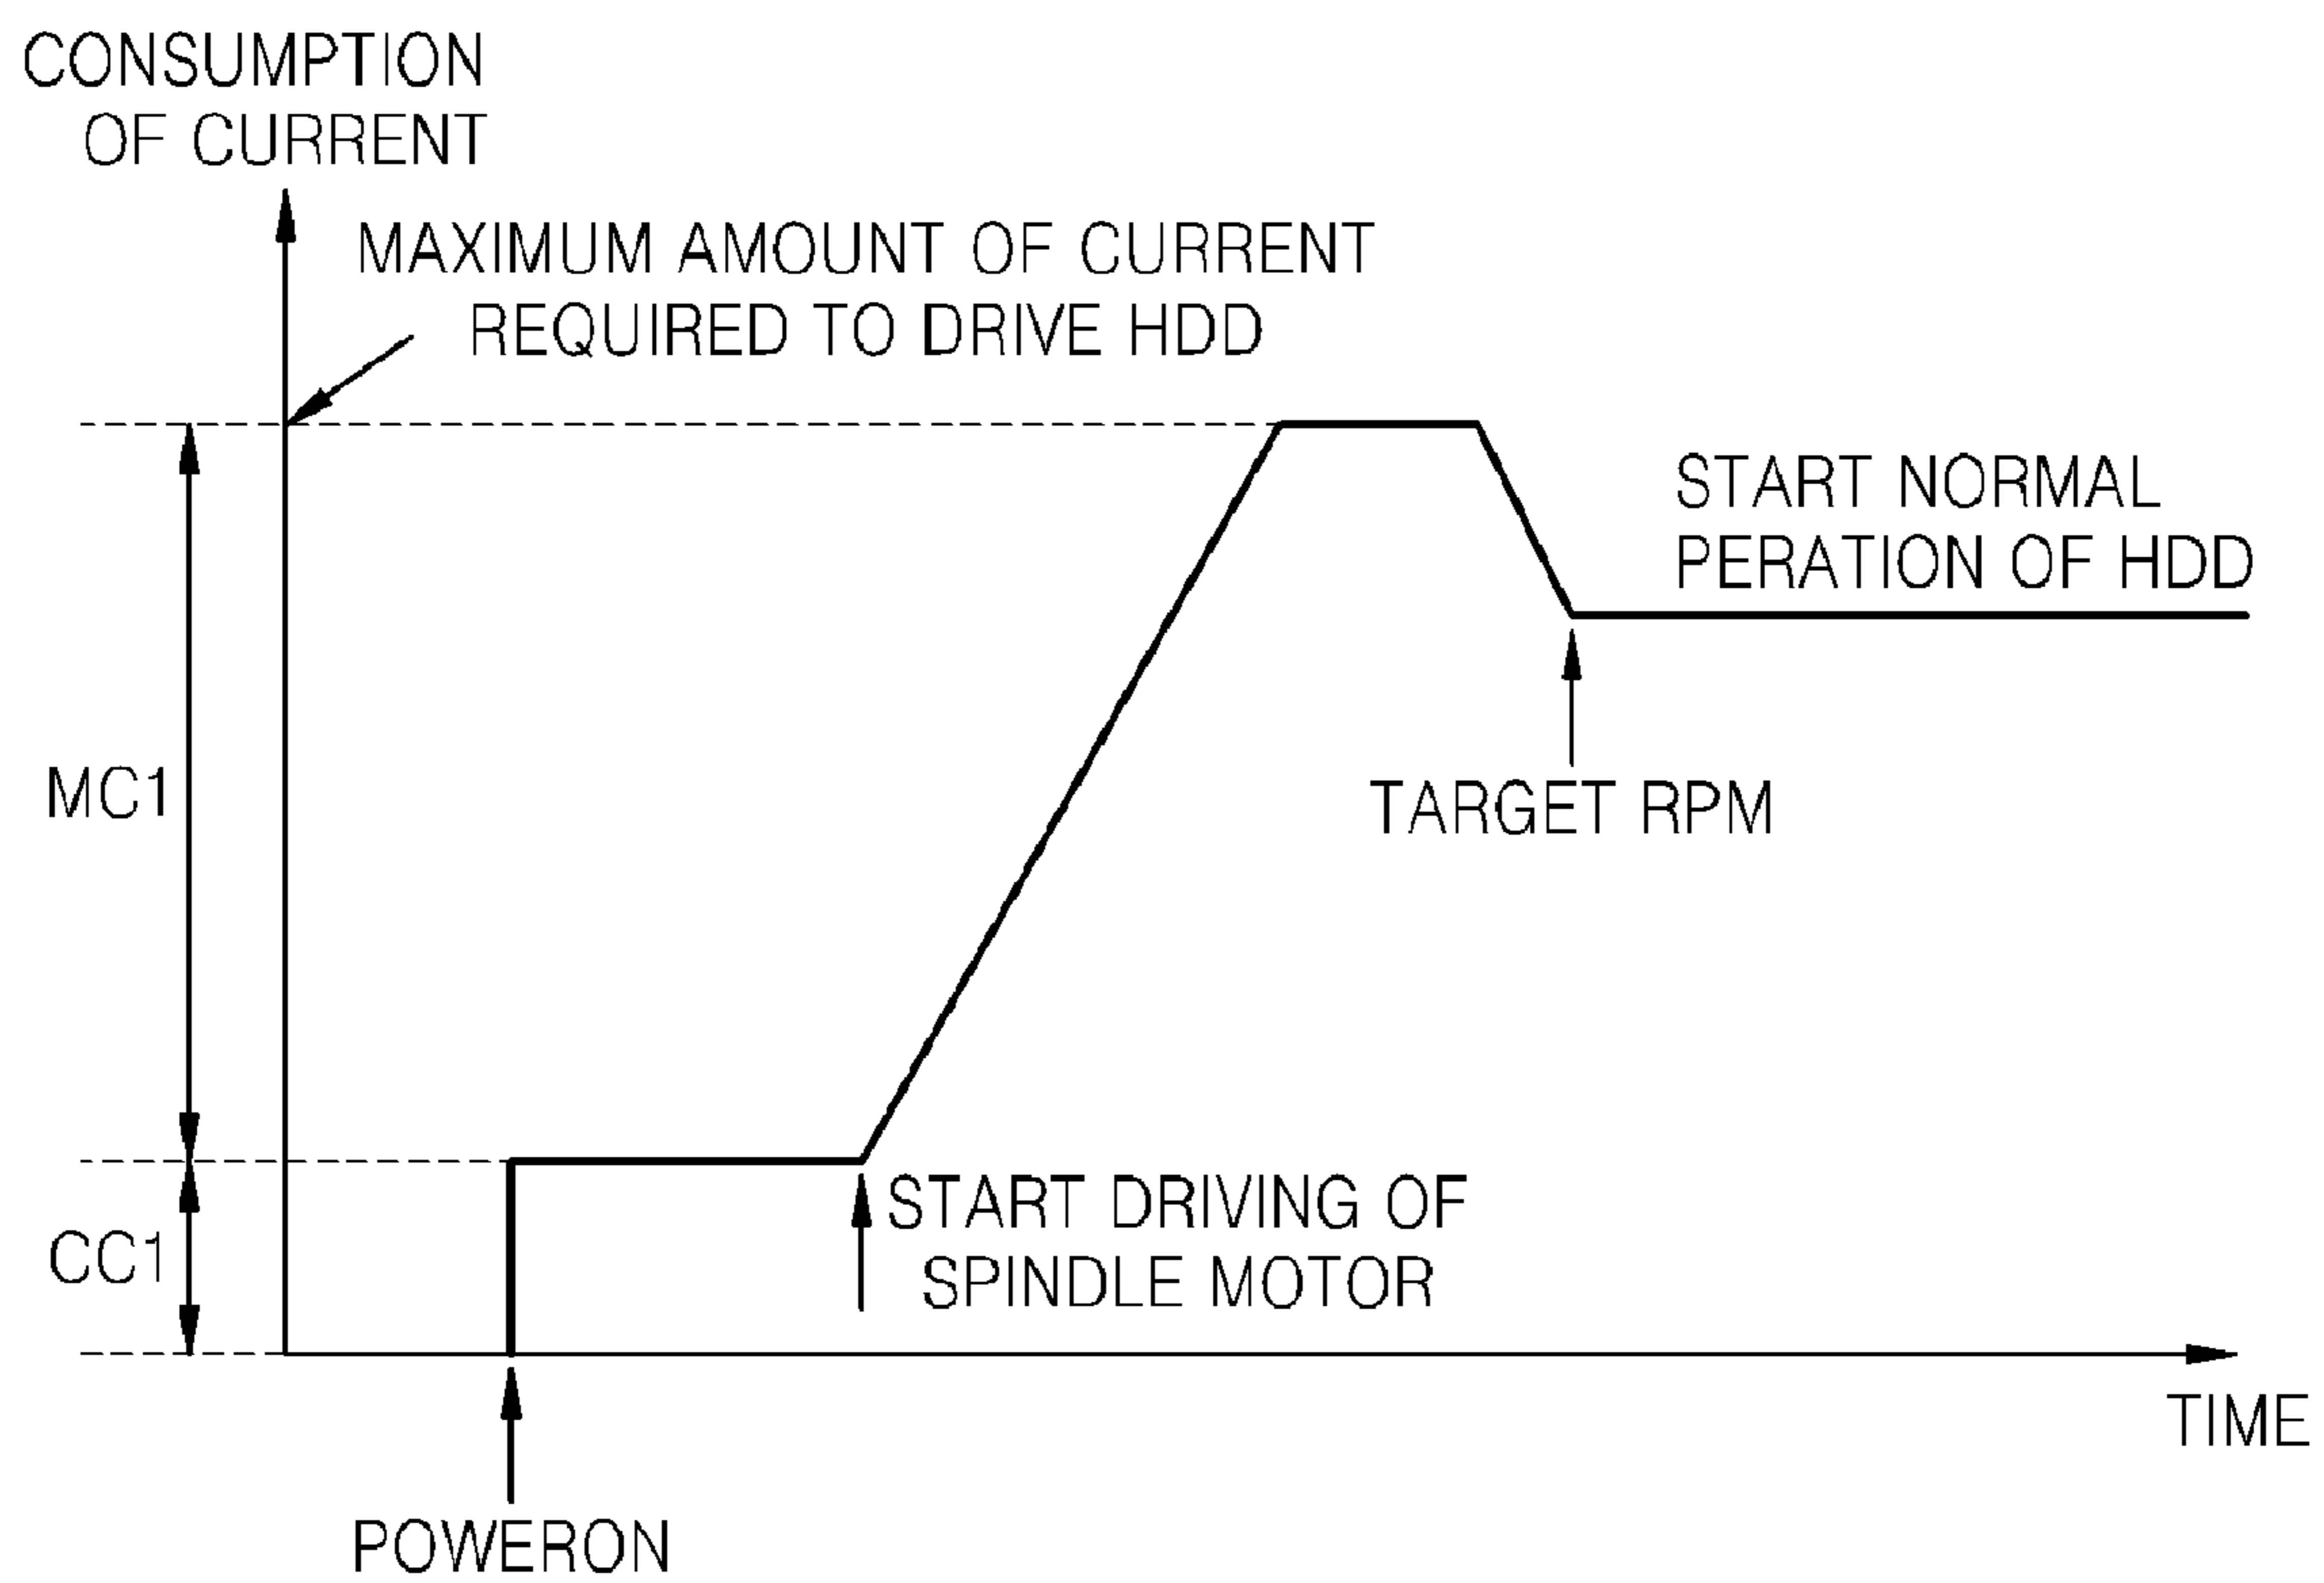 CONSUMPTION
OF CURRENT
MAXIMUM AMOUNT OF CURRENT
REQUIRED TO DRIVE HDD
START NORMAL
PERATION OF HDD
MC1
TARGET RPM
START DRIVING OF
SPINDLE MOTOR
CC1
TIME
POWERON